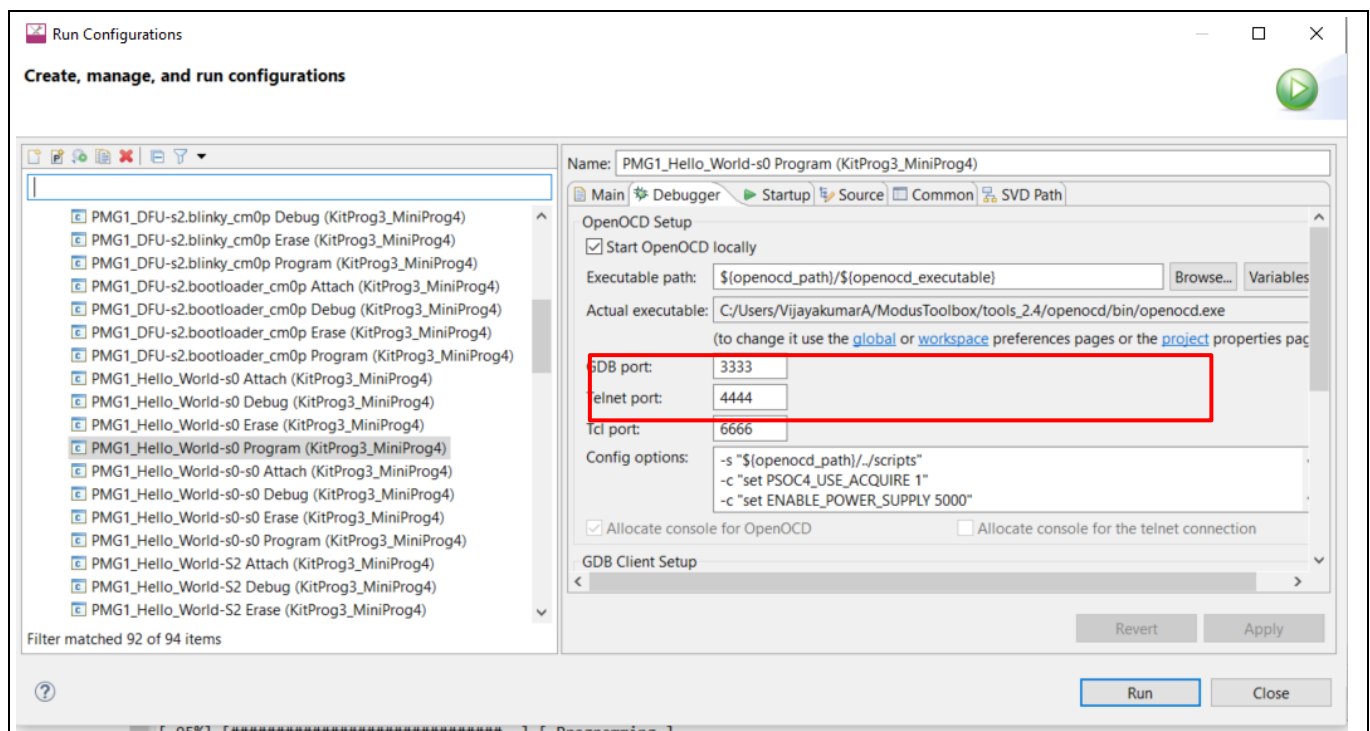 Run Configurations
Create, manage, and run configurations
PMG1_DFU-s2.blinky_cm0p Debug (KitProg3_MiniProg4)
PMG1_DFU-s2.blinky_cm0p Erase (KitProg3_MiniProg4)
PMG1_DFU-s2.blinky_cm0p Program (KitProg3_MiniProg4)
PMG1_DFU-s2.bootloader_cm0p Attach (KitProg3_MiniProg4)
PMG1_DFU-s2.bootloader_cm0p Debug (KitProg3_MiniProg4)
PMG1_DFU-s2.bootloader_cm0p Erase (KitProg3_MiniProg4)
PMG1_DFU-s2.bootloader_cm0p Program (KitProg3_MiniProg4)
PMG1_Hello_World-s0 Attach (KitProg3_MiniProg4)
PMG1_Hello_World-s0 Debug (KitProg3_MiniProg4)
PMG1_Hello_World-s0 Erase (KitProg3_MiniProg4)
PMG1_Hello_World-s0 Program (KitProg3_MiniProg4)
PMG1_Hello_World-s0-s0 Attach (KitProg3_MiniProg4)
PMG1_Hello_World-s0-s0 Debug (KitProg3_MiniProg4)
PMG1_Hello_World-s0-s0 Erase (KitProg3_MiniProg4)
PMG1_Hello_World-s0-s0 Program (KitProg3_MiniProg4)
PMG1_Hello_World-S2 Attach (KitProg3_MiniProg4)
PMG1_Hello_World-S2 Debug (KitProg3_MiniProg4)
PMG1_Hello_World-S2 Erase (KitProg3_MiniProg4)
Filter matched 92 of 94 items
Name: PMG1_Hello_World-s0 Program (KitProg3_MiniProg4)
Main Debugger Startup Source Common SVD Path
OpenOCD Setup
Start OpenOCD locally
Executable path: ${openocd_path}/${openocd_executable} Browse... Variables
Actual executable: C:/Users/VijayakumarA/ModusToolbox/tools_2.4/openocd/bin/openocd.exe
(to change it use the global or workspace preferences pages or the project properties pag
GDB port: 3333
Telnet port: 4444
Tcl port: 6666
Config options: -s "${openocd_path}/../scripts"
-c "set PSOC4_USE_ACQUIRE 1"
-c "set ENABLE_POWER_SUPPLY 5000"
Allocate console for OpenOCD Allocate console for the telnet connection
GDB Client Setup
Revert Apply
Run Close